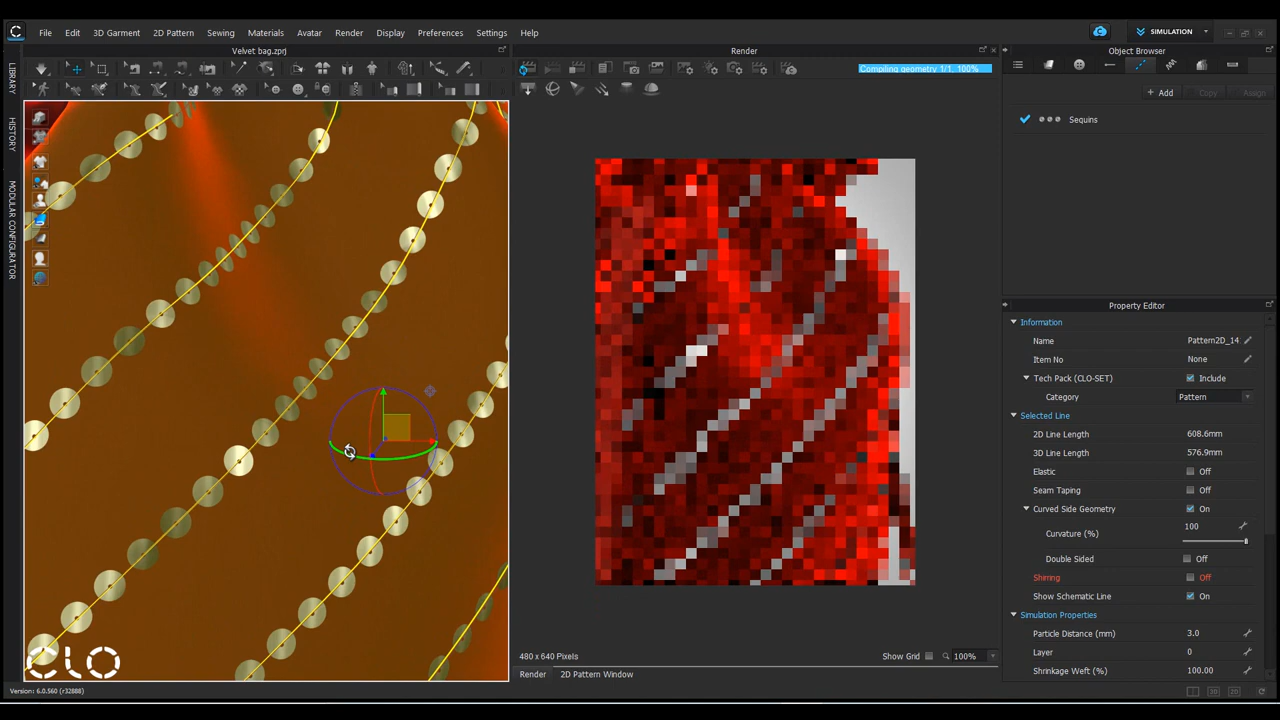 File Edit 3D Garment 2D Pattern Sewing Materials Avatar Render Display Preferences Settings Help
SIMULATION
Velvet bag.zprj
Render
Object Browser
LIBRARY
HISTORY
MODULAR CONFIGURATOR
Compiling geometry 1/1, 100%
+ Add Copy Assign
Sequins
Property Editor
Information
Name Pattern2D_14
Item No None
Tech Pack (CLO-SET) Include
Category Pattern
Selected Line
2D Line Length 608.6mm
3D Line Length 576.9mm
Elastic Off
Seam Taping Off
Curved Side Geometry On
Curvature (%) 100
Double Sided Off
Shirring Off
Show Schematic Line On
Simulation Properties
Particle Distance (mm) 3.0
Layer 0
Shrinkage Weft (%) 100.00
480 x 640 Pixels
Show Grid 100%
Render 2D Pattern Window
CLO
Version: 6.0.560 (r32888)
3D 2D